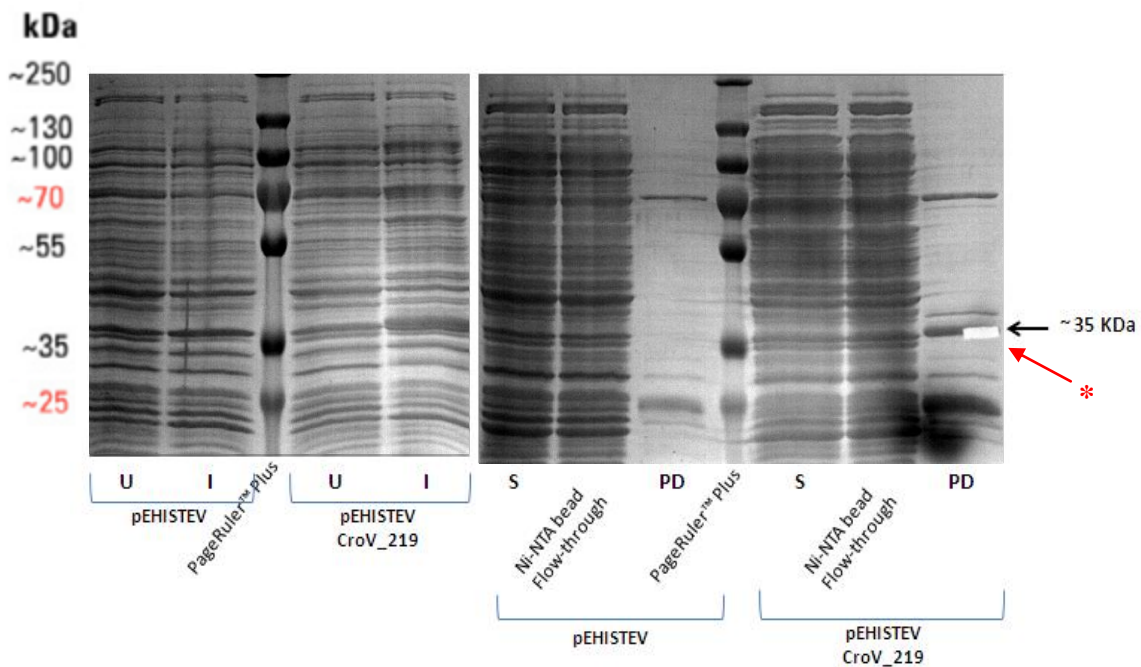 kDa
~250
~130
~100
~70
~55
~35
~25
~35 KDa
*
U
I
U
I
S
PD
S
PD
pEHISTEV
PageRuler™ Plus
pEHISTEV
CroV_219
Ni-NTA bead
Flow-through
PageRuler™ Plus
Ni-NTA bead
Flow-through
pEHISTEV
pEHISTEV
CroV_219